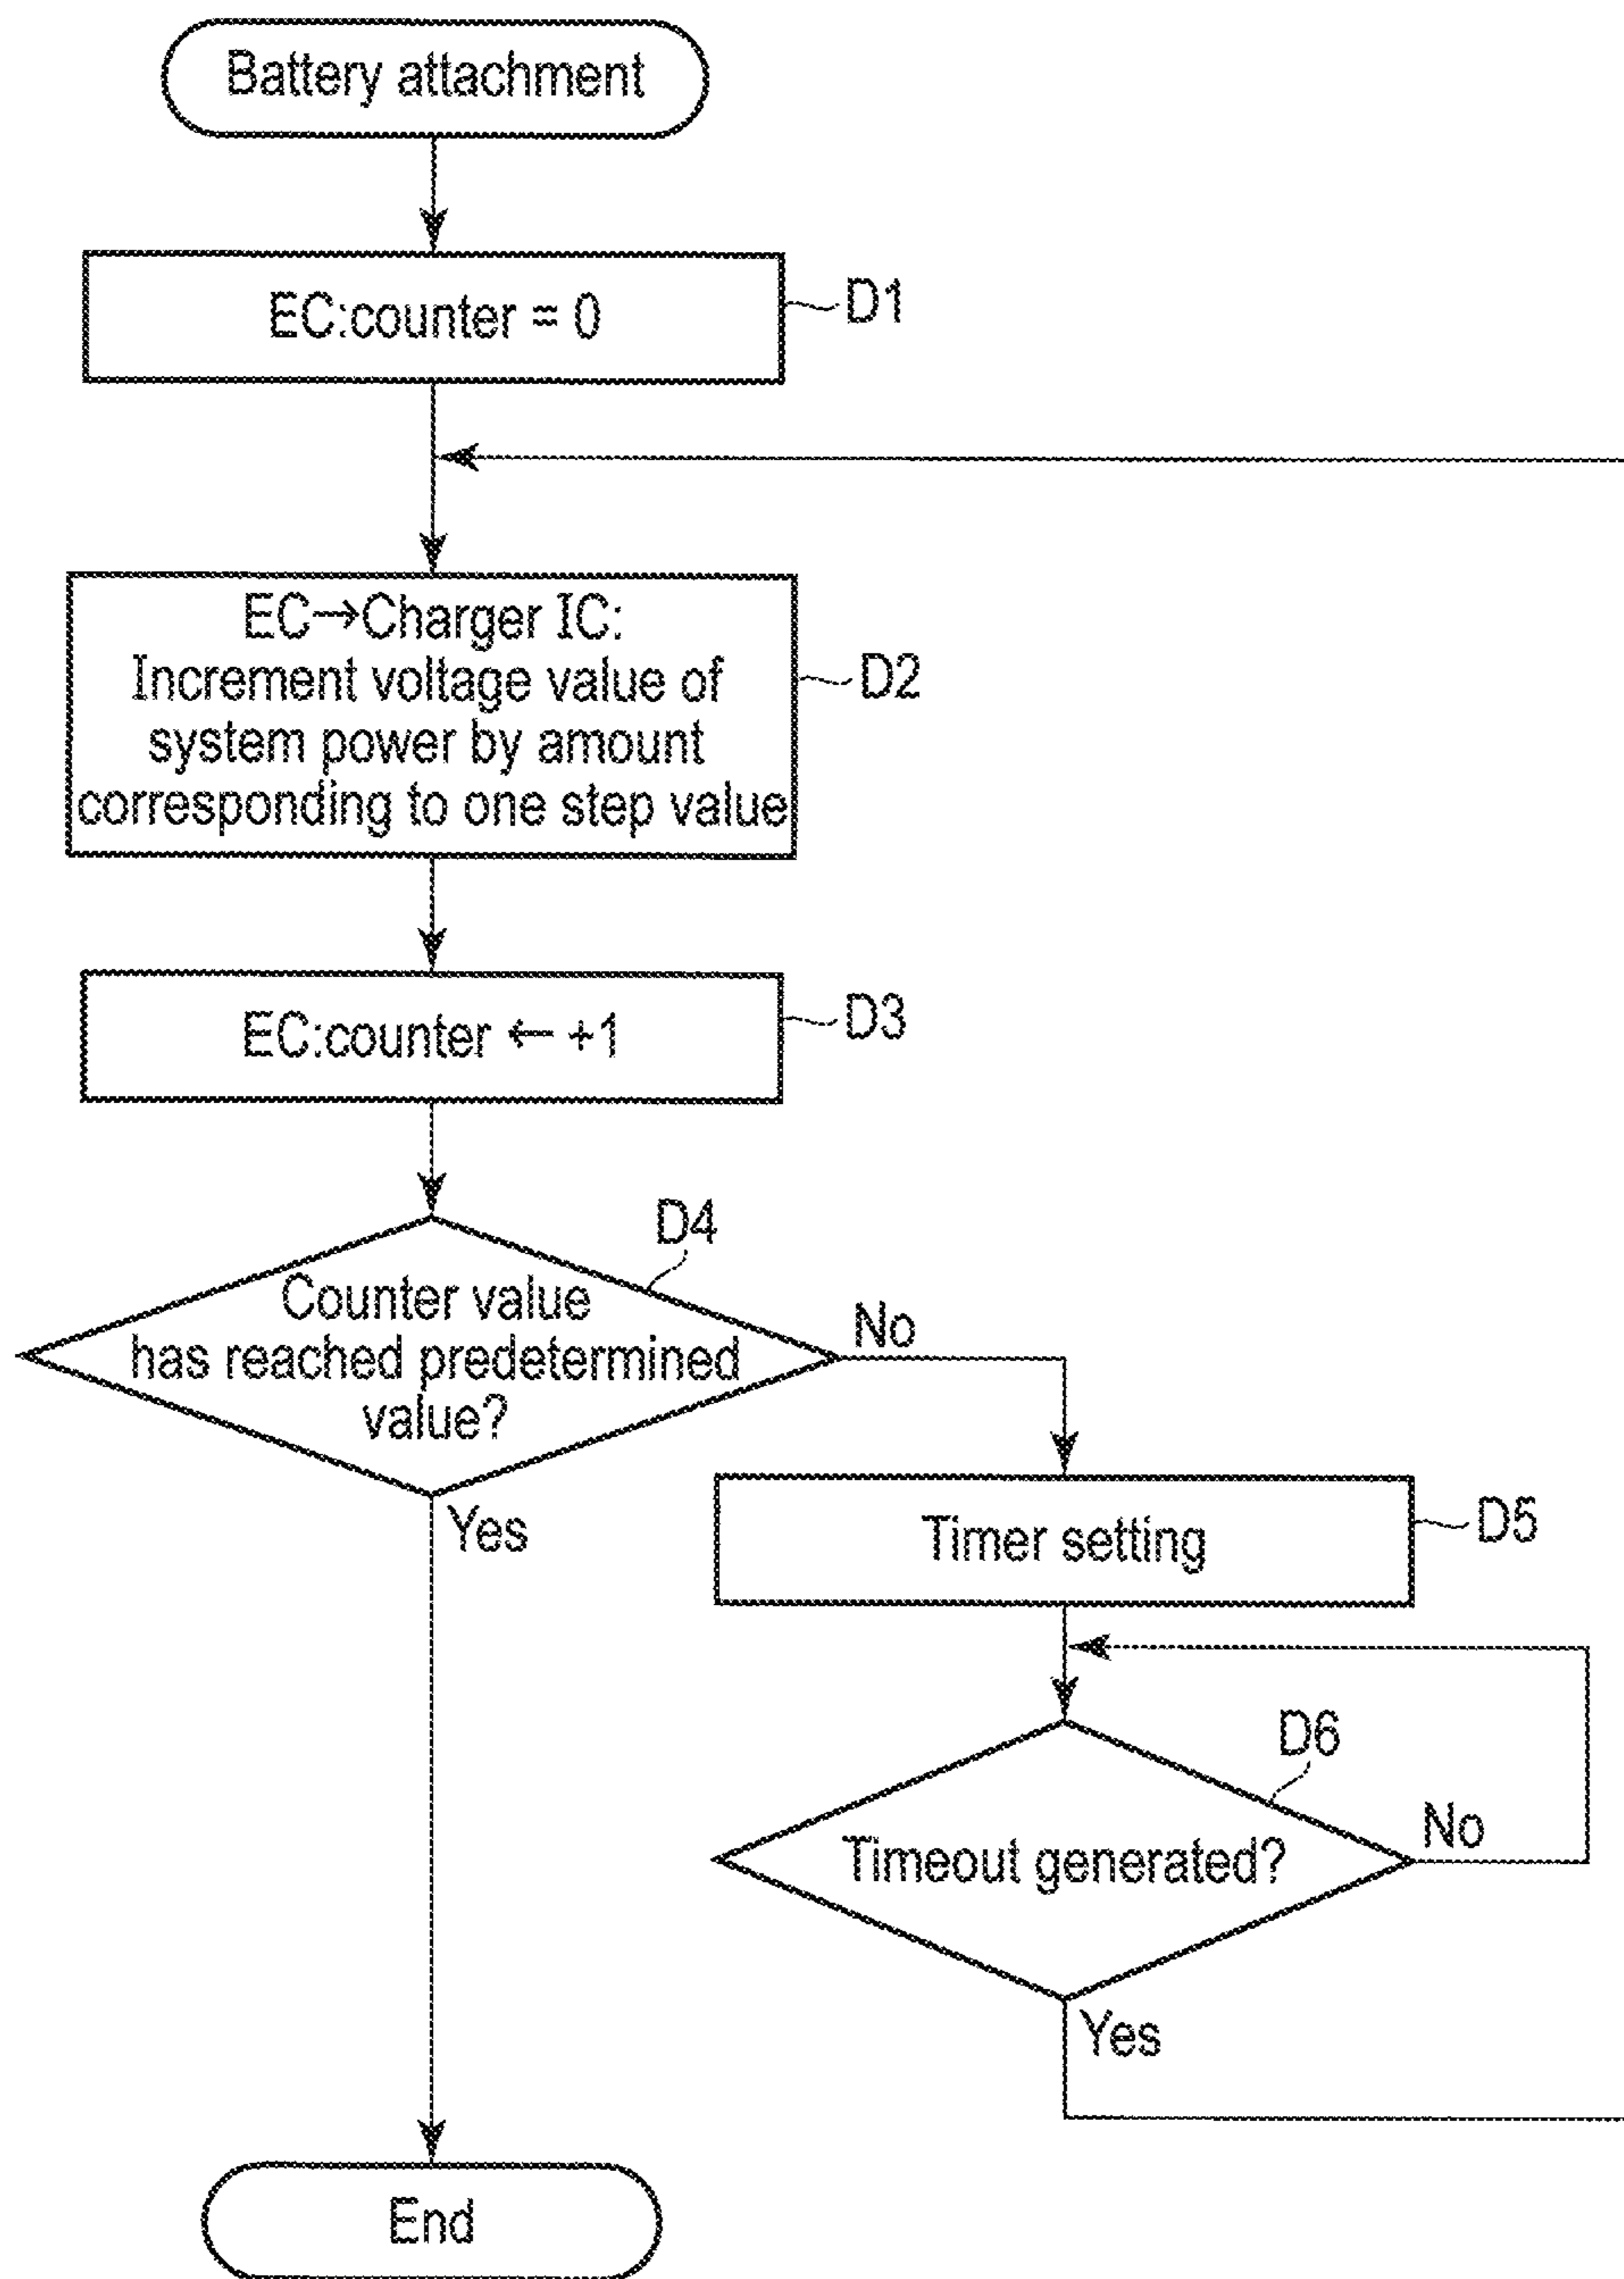 Battery attachment
EC:counter = 0
D1
EC→Charger IC:
Increment voltage value of
system power by amount
corresponding to one step value
D2
EC:counter ← +1
D3
D4
Counter value
has reached predetermined
value?
No
Yes
Timer setting
D5
D6
Timeout generated?
No
Yes
End